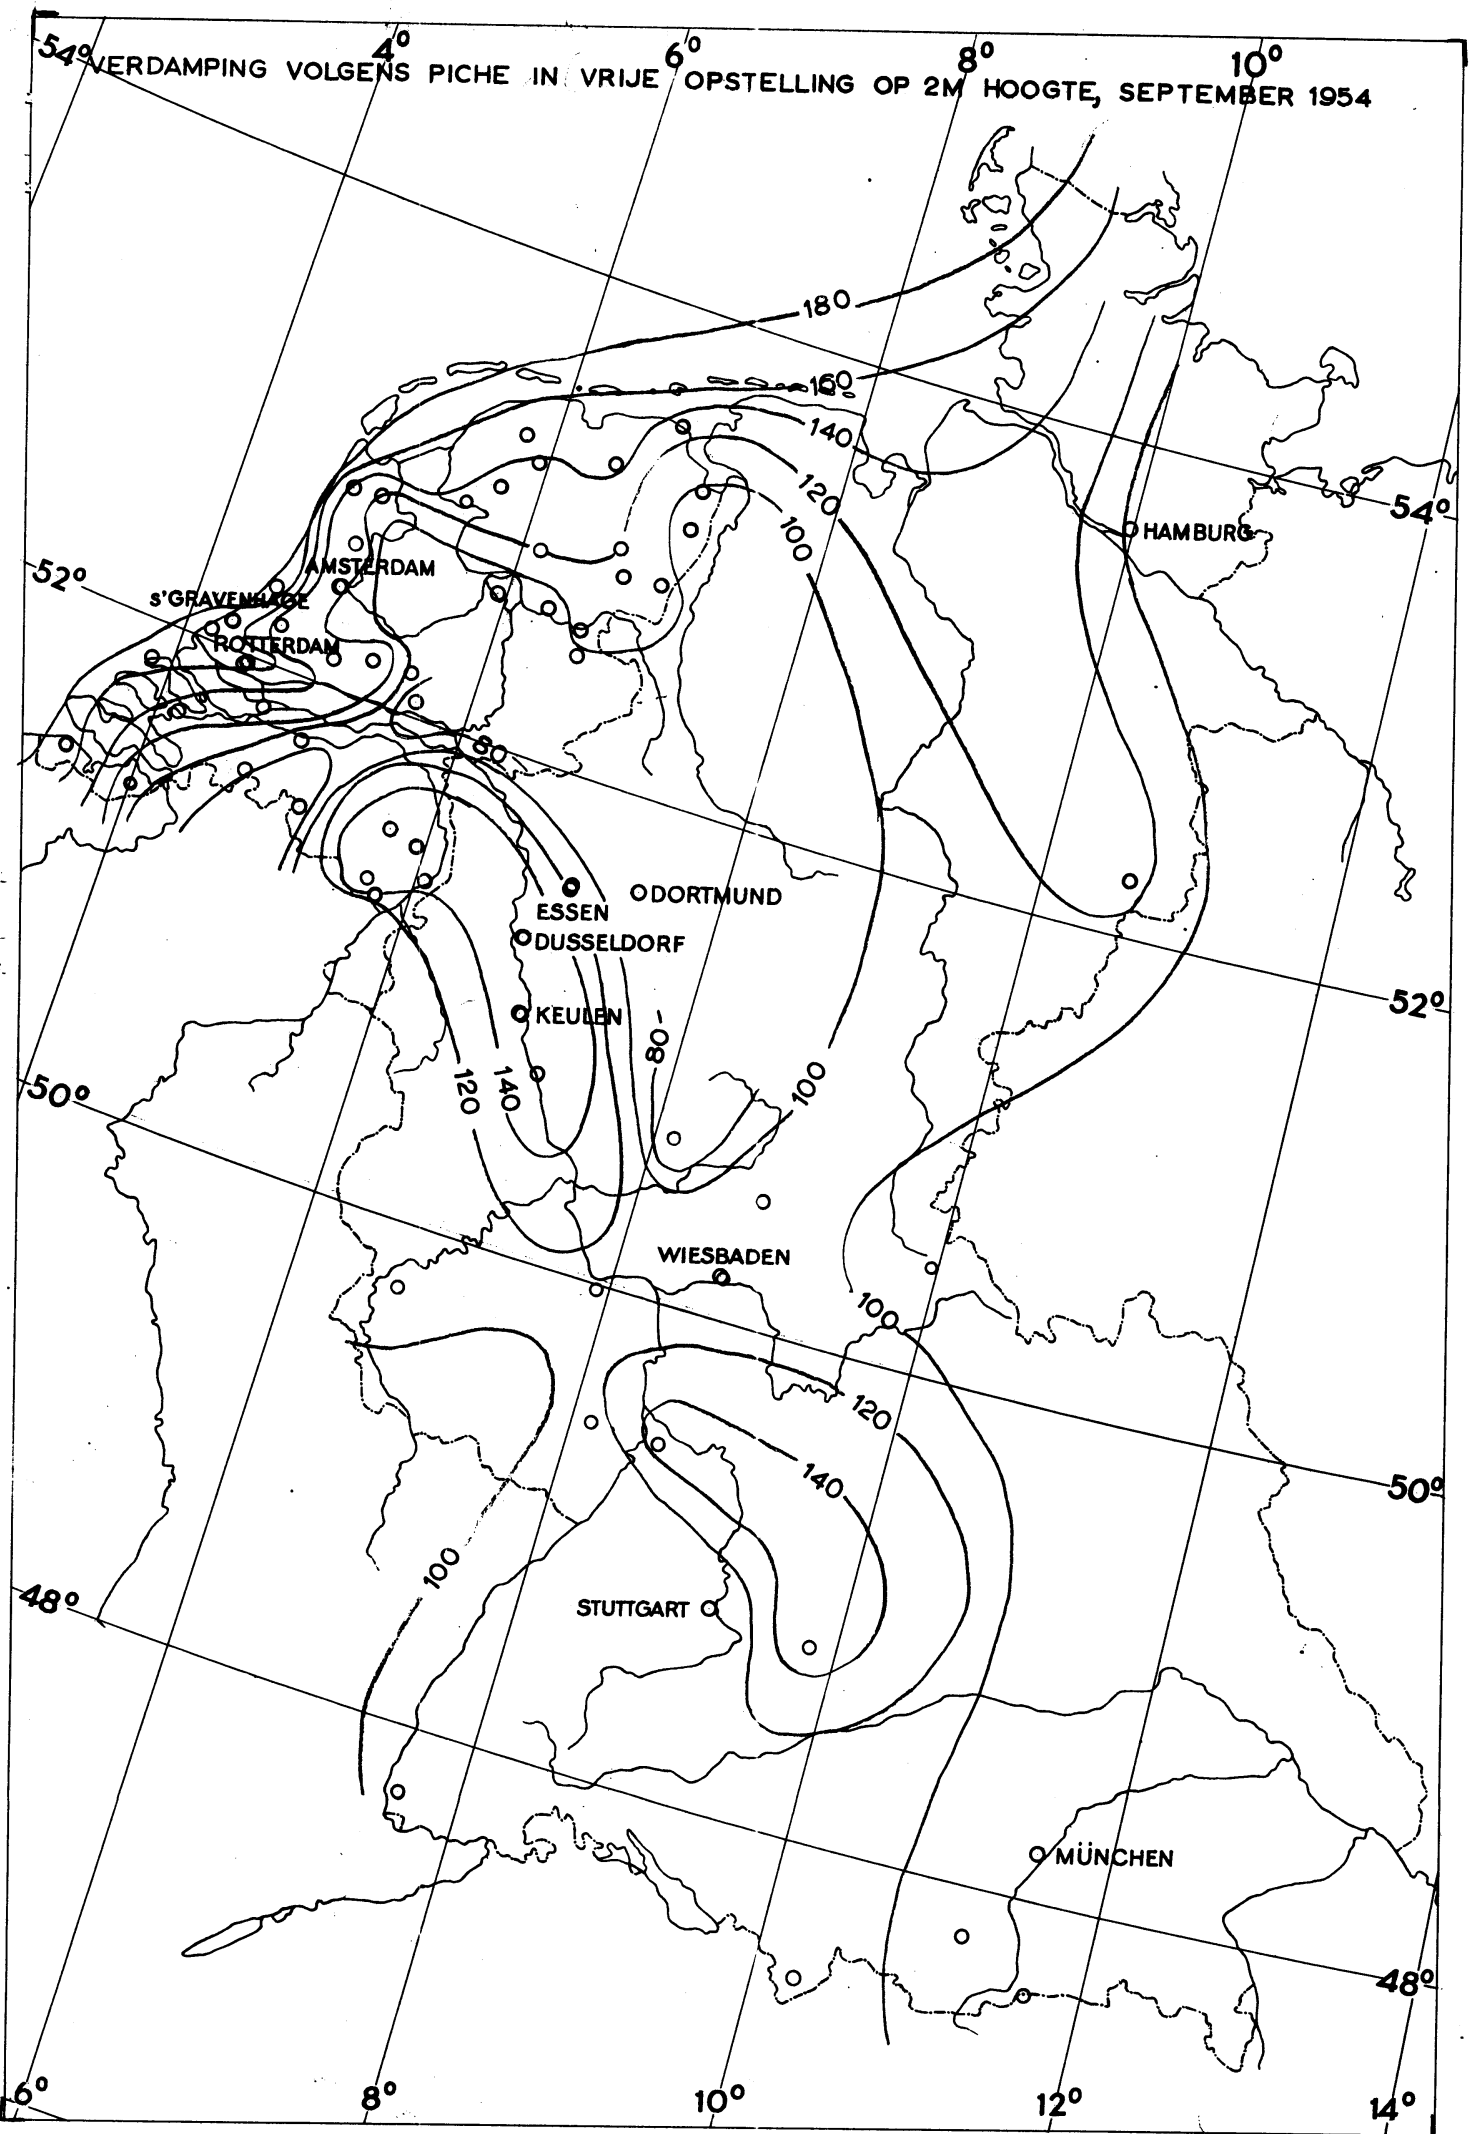 4° 6° 8° 10°
54° VERDAMPING VOLGENS PICHE IN VRIJE OPSTELLING OP 2M HOOGTE, SEPTEMBER 1954
180
160
140
120
100
54°
HAMBURG
52°
AMSTERDAM
S'GRAVENHAGE
ROTTERDAM
80
DORTMUND
ESSEN
DUSSELDORF
52°
KEULEN
80
50°
120
140
100
WIESBADEN
100
120
140
50°
100
48°
STUTTGART
MÜNCHEN
48°
6° 8° 10° 12° 14°